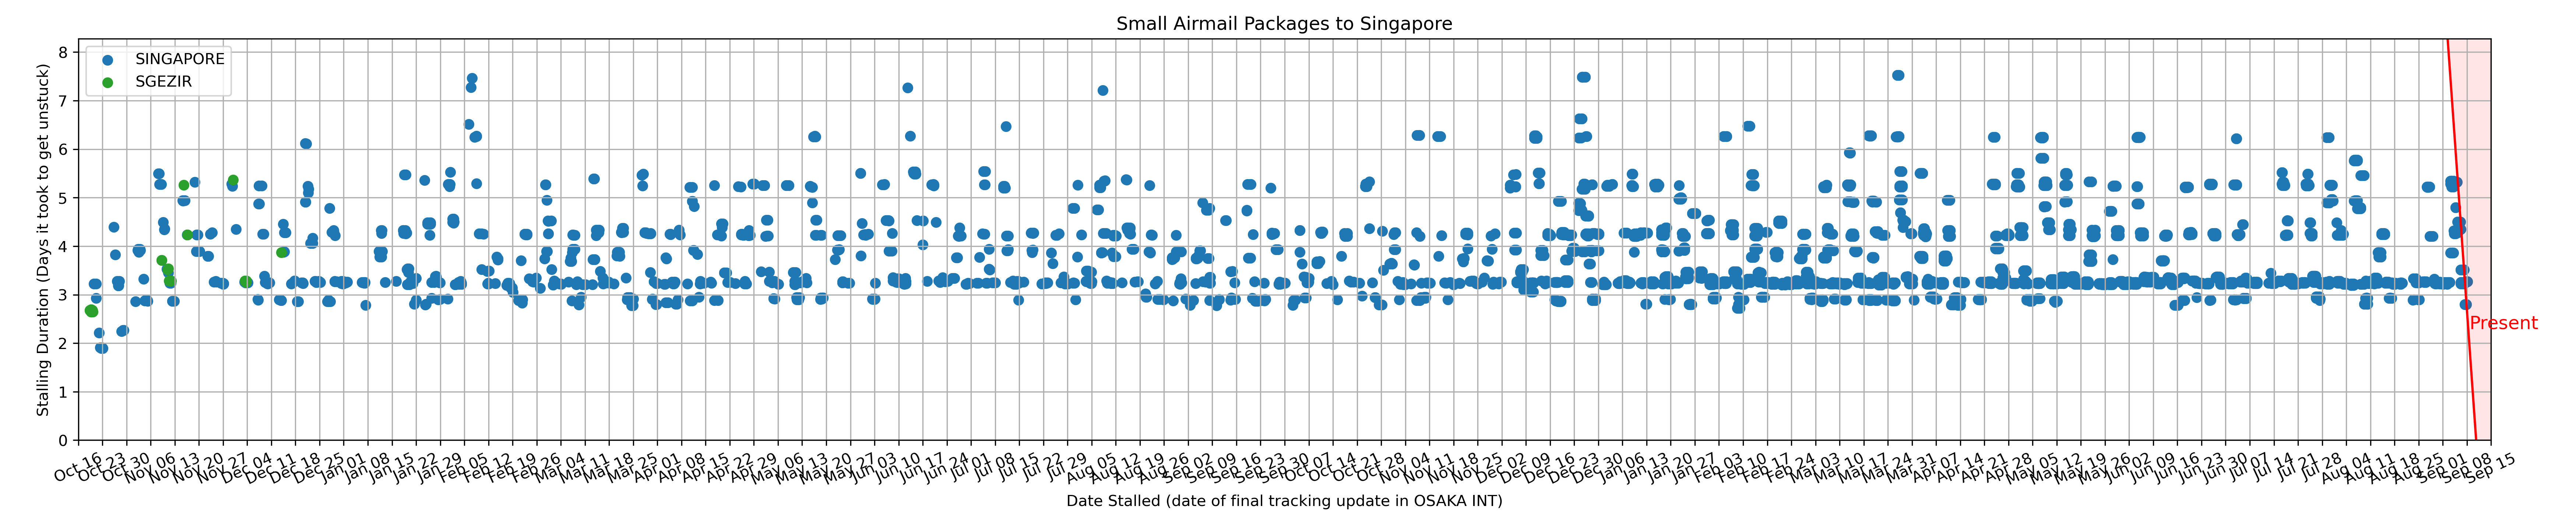 Small Airmail Packages to Singapore
SINGAPORE
SGEZIR
Stalling Duration (Days it took to get unstuck)
8
7
6
5
4
3
2
1
0
Present
Oct 16 Oct 23 Oct 30 Nov 06 Nov 13 Nov 20 Nov 27 Dec 04 Dec 11 Dec 18 Dec 25 Jan 01 Jan 08 Jan 15 Jan 22 Jan 29 Feb 05 Feb 12 Feb 19 Feb 26 Mar 04 Mar 11 Mar 18 Mar 25 Apr 01 Apr 08 Apr 15 Apr 22 Apr 29 May 06 May 13 May 20 May 27 Jun 03 Jun 10 Jun 17 Jun 24 Jul 01 Jul 08 Jul 15 Jul 22 Jul 29 Aug 05 Aug 12 Aug 19 Aug 26 Sep 02 Sep 09 Sep 16 Sep 23 Sep 30 Oct 07 Oct 14 Oct 21 Oct 28 Nov 04 Nov 11 Nov 18 Nov 25 Dec 02 Dec 09 Dec 16 Dec 23 Dec 30 Jan 06 Jan 13 Jan 20 Jan 27 Feb 03 Feb 10 Feb 17 Feb 24 Mar 03 Mar 10 Mar 17 Mar 24 Mar 31 Apr 07 Apr 14 Apr 21 Apr 28 May 05 May 12 May 19 May 26 Jun 02 Jun 09 Jun 16 Jun 23 Jun 30 Jul 07 Jul 14 Jul 21 Jul 28 Aug 04 Aug 11 Aug 18 Aug 25 Sep 01 Sep 08 Sep 15
Date Stalled (date of final tracking update in OSAKA INT)